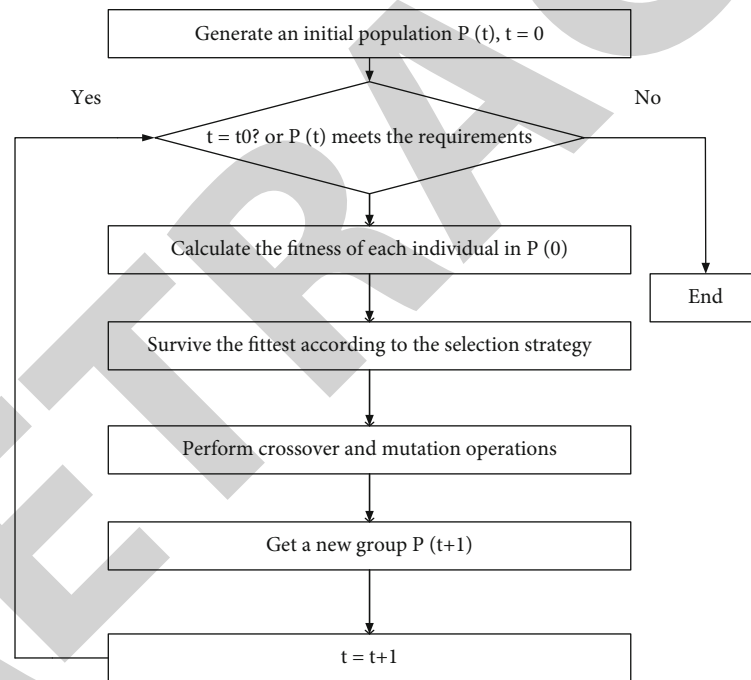 Generate an initial population P (t), t = 0
Yes
No
t = t0? or P (t) meets the requirements
Calculate the fitness of each individual in P (0)
End
Survive the fittest according to the selection strategy
Perform crossover and mutation operations
Get a new group P (t+1)
t = t+1
ETRAC